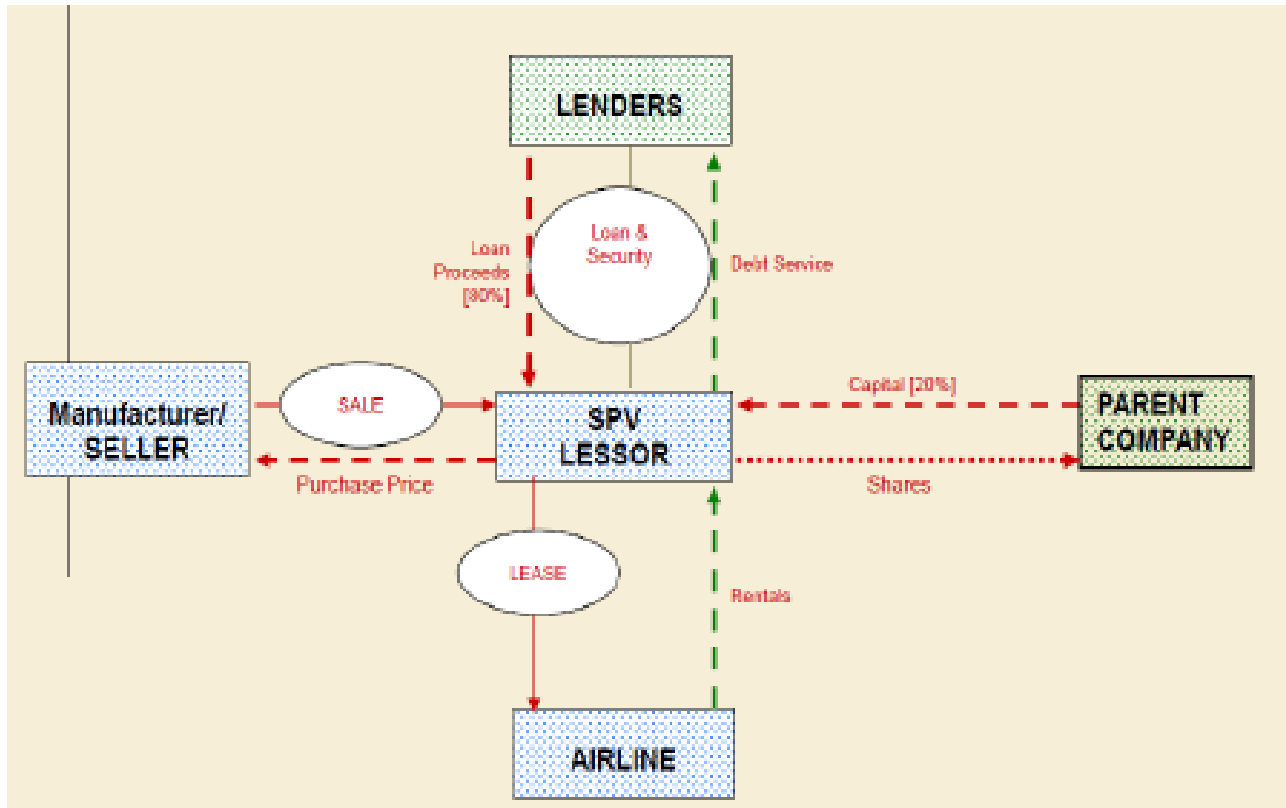 LENDERS
Loan &
Security
Loan
Proceeds
[80%]
Debt Service
Manufacturer/
SELLER
SALE
Purchase Price
SPV
LESSOR
Capital [20%]
Shares
PARENT
COMPANY
LEASE
Rentals
AIRLINE